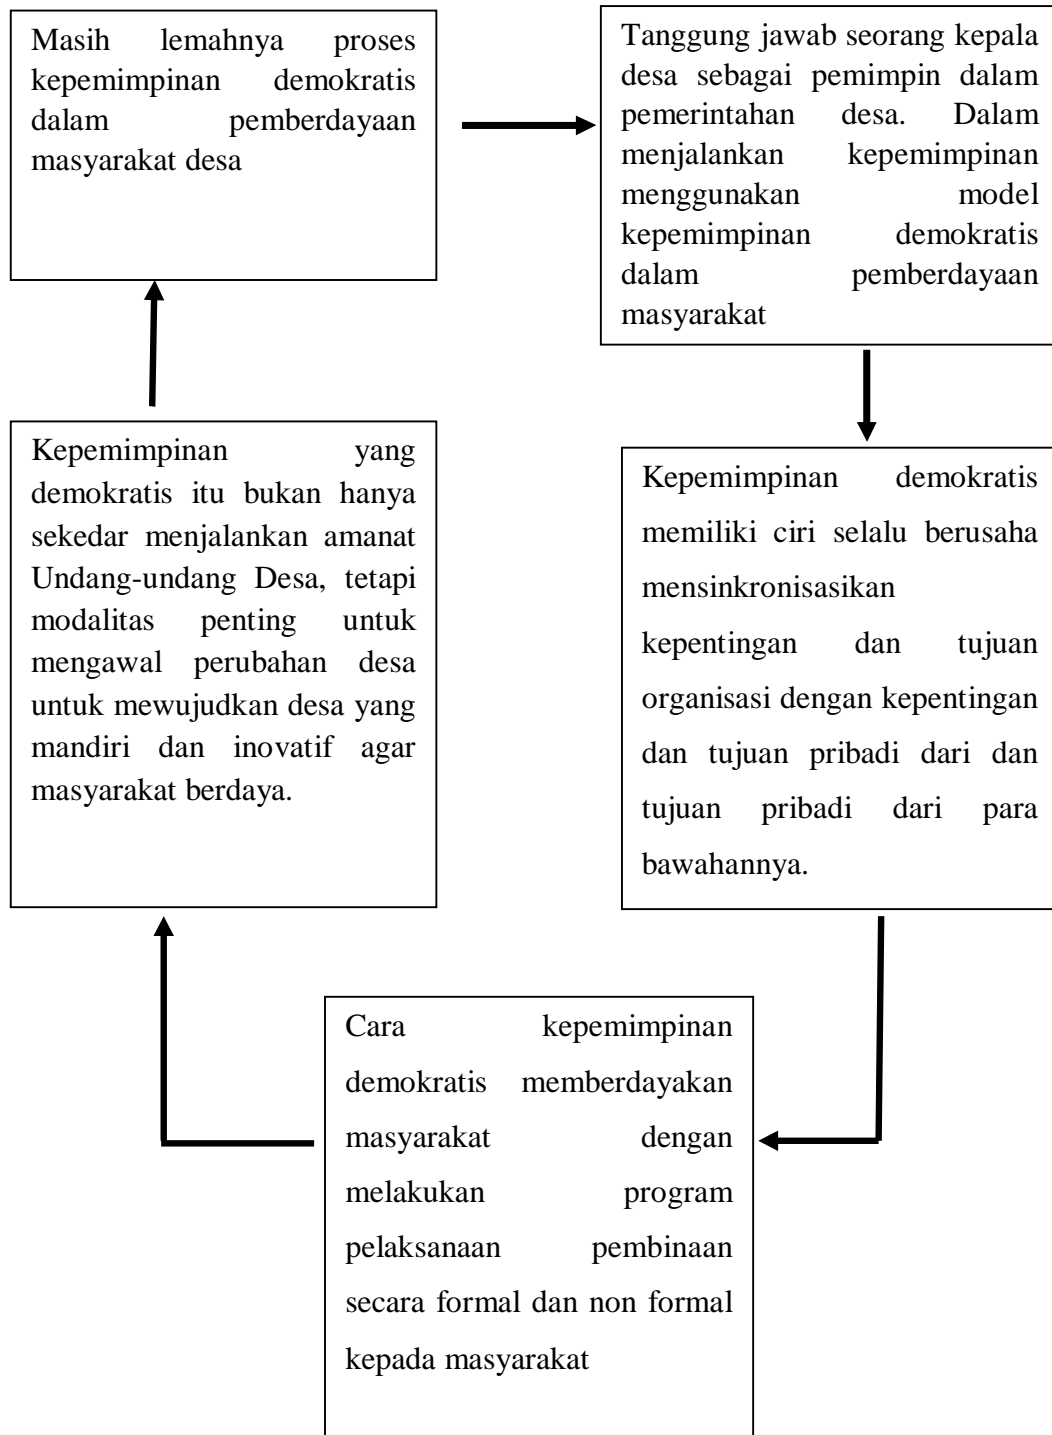 Masih lemahnya proses
kepemimpinan demokratis
dalam pemberdayaan
masyarakat desa
Tanggung jawab seorang kepala
desa sebagai pemimpin dalam
pemerintahan desa. Dalam
menjalankan kepemimpinan
menggunakan model
kepemimpinan demokratis
dalam pemberdayaan
masyarakat
Kepemimpinan demokratis
memiliki ciri selalu berusaha
mensinkronisasikan
kepentingan dan tujuan
organisasi dengan kepentingan
dan tujuan pribadi dari dan
tujuan pribadi dari para
bawahannya.
Cara kepemimpinan
demokratis memberdayakan
masyarakat dengan
melakukan program
pelaksanaan pembinaan
secara formal dan non formal
kepada masyarakat
Kepemimpinan yang
demokratis itu bukan hanya
sekedar menjalankan amanat
Undang-undang Desa, tetapi
modalitas penting untuk
mengawal perubahan desa
untuk mewujudkan desa yang
mandiri dan inovatif agar
masyarakat berdaya.